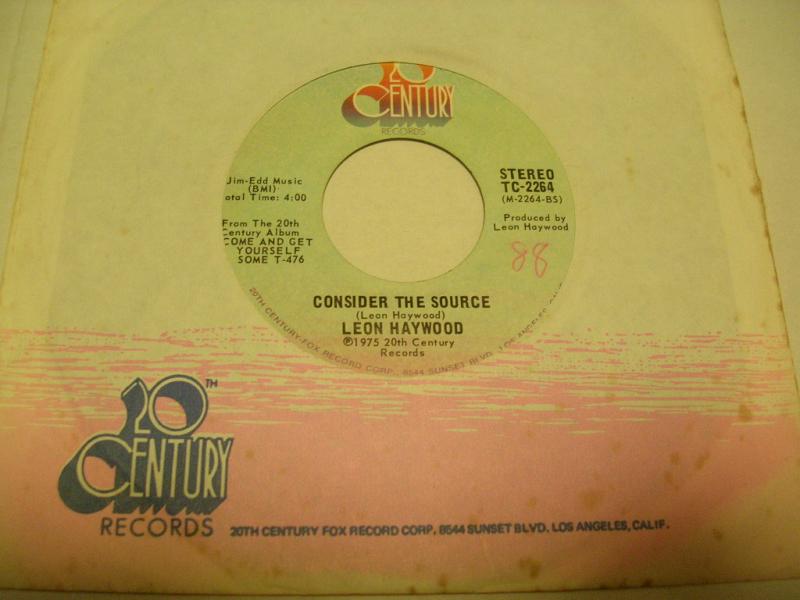 20
CENTURY
RECORDS
Jim-Edd Music
(BMI)
otal Time: 4:00
From The 20th
Century Album
COME AND GET
YOURSELF
SOME T-476
STEREO
TC-2264
(M-2264-BS)
Produced by
Leon Haywood
88
CONSIDER THE SOURCE
(Leon Haywood)
LEON HAYWOOD
℗1975 20th Century
Records
20TH CENTURY-FOX RECORD CORP., 8544 SUNSET BLVD., LOS ANGELES,
20TH
CENTURY
RECORDS
20TH CENTURY FOX RECORD CORP. 8544 SUNSET BLVD. LOS ANGELES, CALIF.